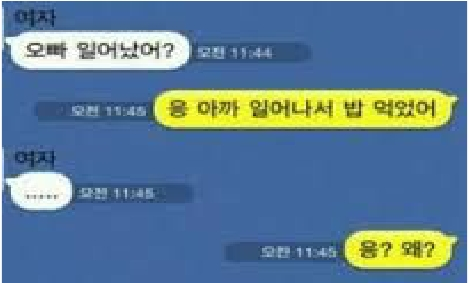 여자
오빠 일어났어? 오전 11:44
오전 11:45 응 아까 일어나서 밥 먹었어
여자
..... 오전 11:45
오전 11:45 응? 왜?